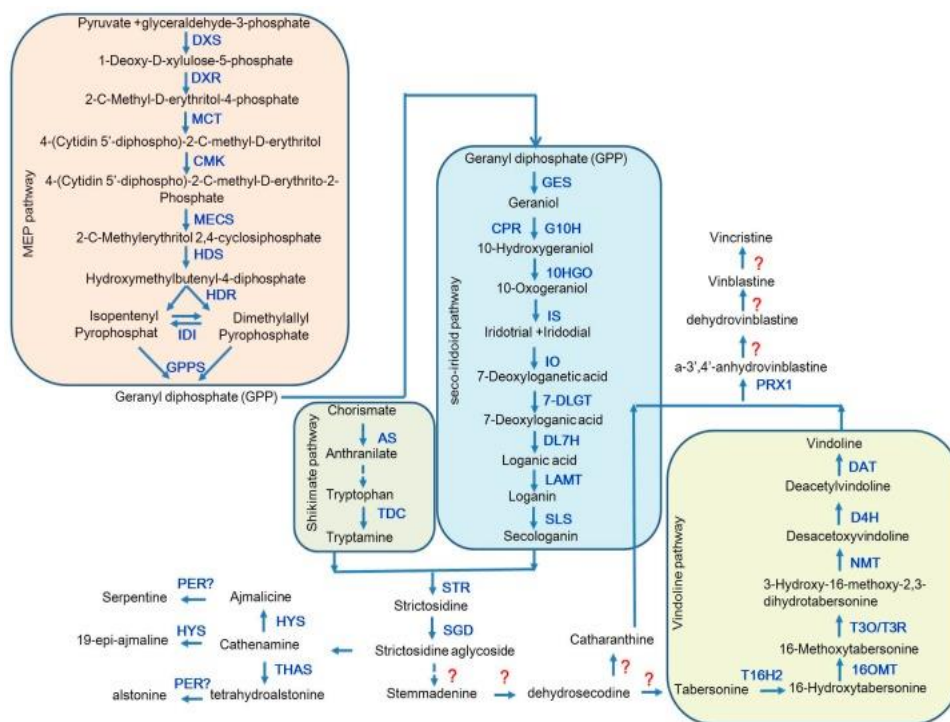 Pyruvate +glyceraldehyde-3-phosphate
DXS
1-Deoxy-D-xylulose-5-phosphate
DXR
2-C-Methyl-D-erythritol-4-phosphate
MCT
4-(Cytidin 5'-diphospho)-2-C-methyl-D-erythritol
CMK
4-(Cytidin 5'-diphospho)-2-C-methyl-D-erythrito-2-
Phosphate
MECS
2-C-Methylerythritol 2,4-cyclosiphosphate
HDS
Hydroxymethylbutenyl-4-diphosphate
HDR
Isopentenyl
Pyrophosphat
IDI
Dimethylallyl
Pyrophosphate
GPPS
Geranyl diphosphate (GPP)
MEP pathway
Chorismate
AS
Anthranilate
Tryptophan
TDC
Tryptamine
Shikimate pathway
Geranyl diphosphate (GPP)
GES
Geraniol
CPR G10H
10-Hydroxygeraniol
10HGO
10-Oxogeraniol
IS
Iridotrial +Iridodial
IO
7-Deoxyloganetic acid
7-DLGT
7-Deoxyloganic acid
DL7H
Loganic acid
LAMT
Loganin
SLS
Secologanin
seco-iridoid pathway
STR
Strictosidine
SGD
Strictosidine aglycoside
?
Stemmadenine
?
dehydrosecodine
?
Catharanthine
?
Cathenamine
HYS
Ajmalicine
PER?
Serpentine
HYS
19-epi-ajmaline
THAS
tetrahydroalstonine
PER?
alstonine
Vincristine
?
Vinblastine
?
dehydrovinblastine
?
a-3',4'-anhydrovinblastine
PRX1
Vindoline
DAT
Deacetylvindoline
D4H
Desacetoxyvindoline
NMT
3-Hydroxy-16-methoxy-2,3-
dihydrotabersonine
T3O/T3R
16-Methoxytabersonine
16OMT
16-Hydroxytabersonine
T16H2
Tabersonine
Vindoline pathway